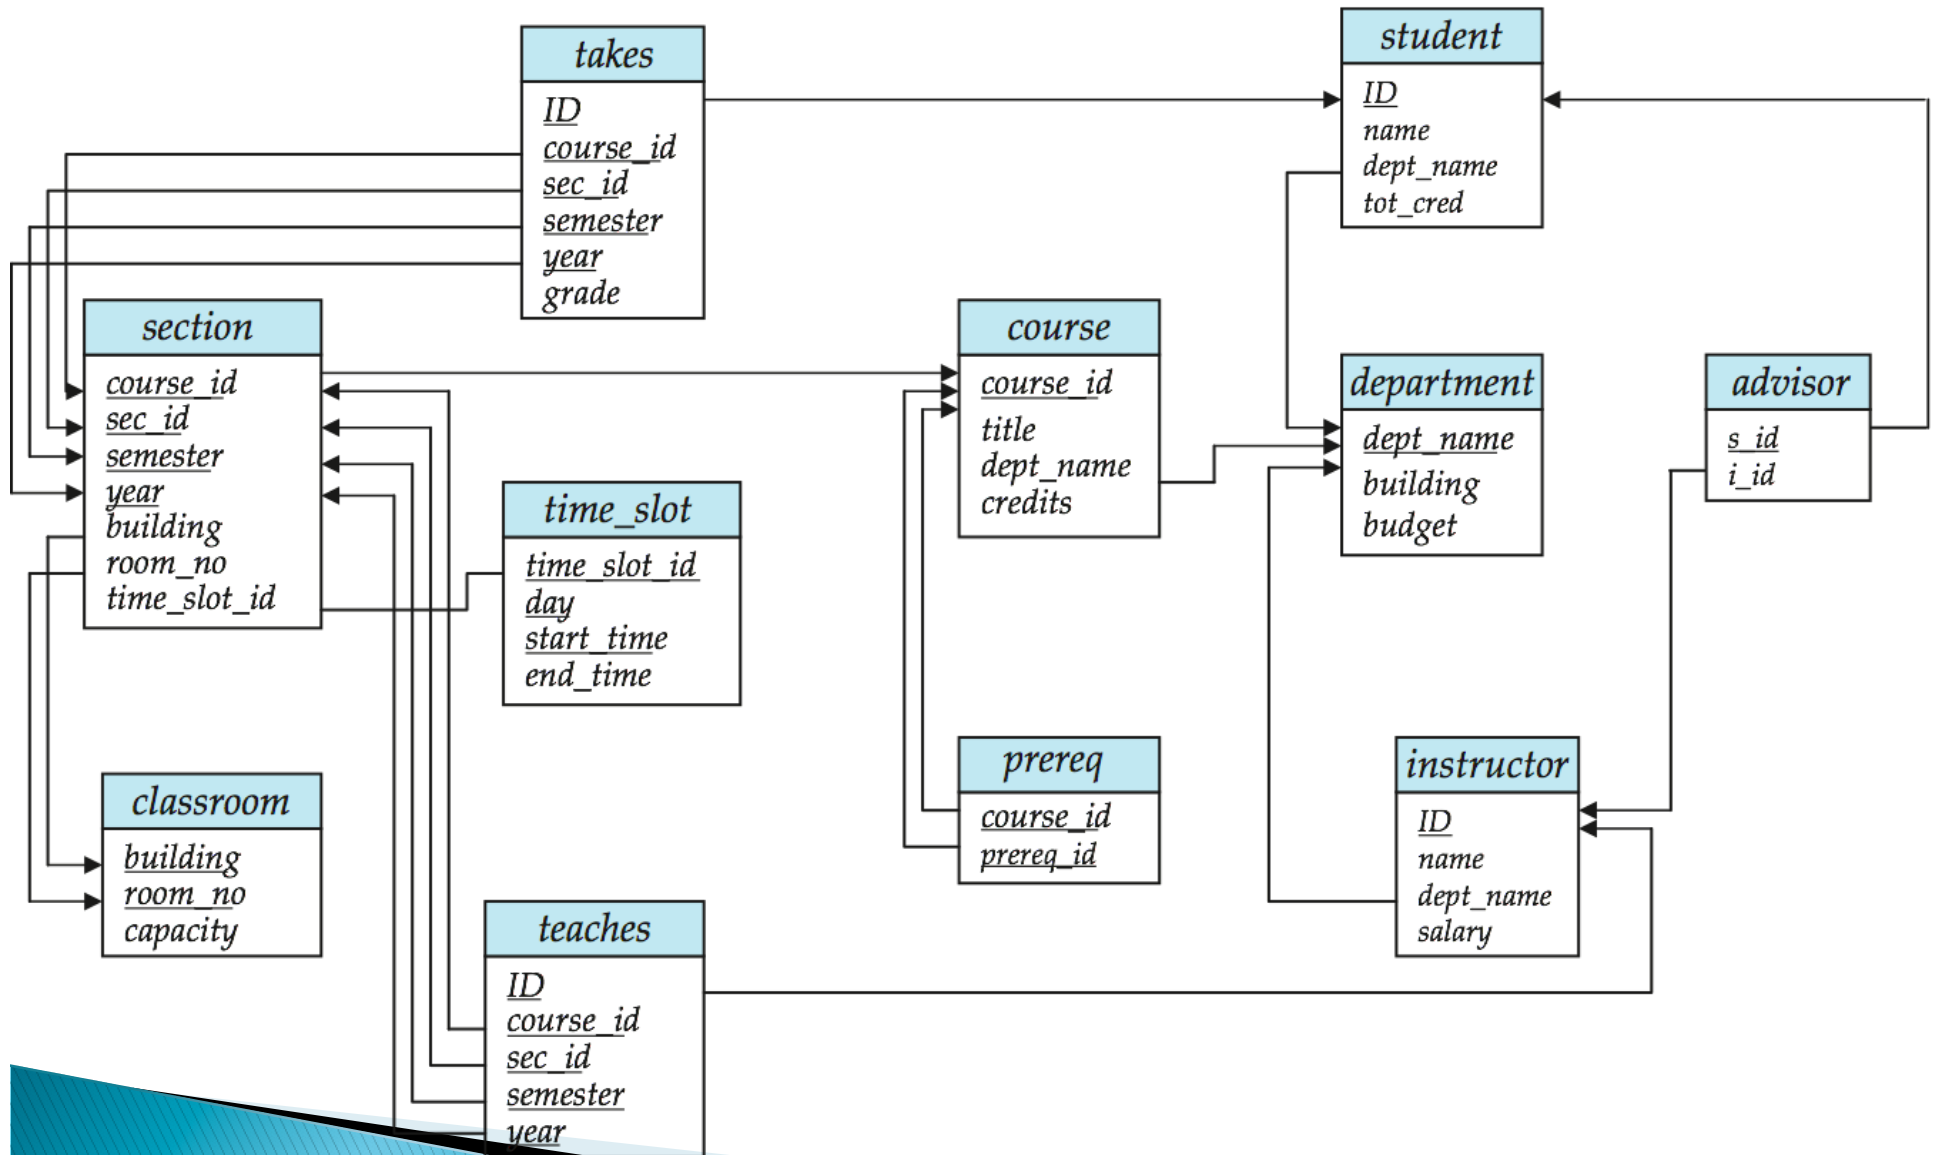 takes
ID
course_id
sec_id
semester
year
grade
student
ID
name
dept_name
tot_cred
section
course_id
sec_id
semester
year
building
room_no
time_slot_id
course
course_id
title
dept_name
credits
department
dept_name
building
budget
advisor
s_id
i_id
time_slot
time_slot_id
day
start_time
end_time
classroom
building
room_no
capacity
prereq
course_id
prereq_id
instructor
ID
name
dept_name
salary
teaches
ID
course_id
sec_id
semester
year